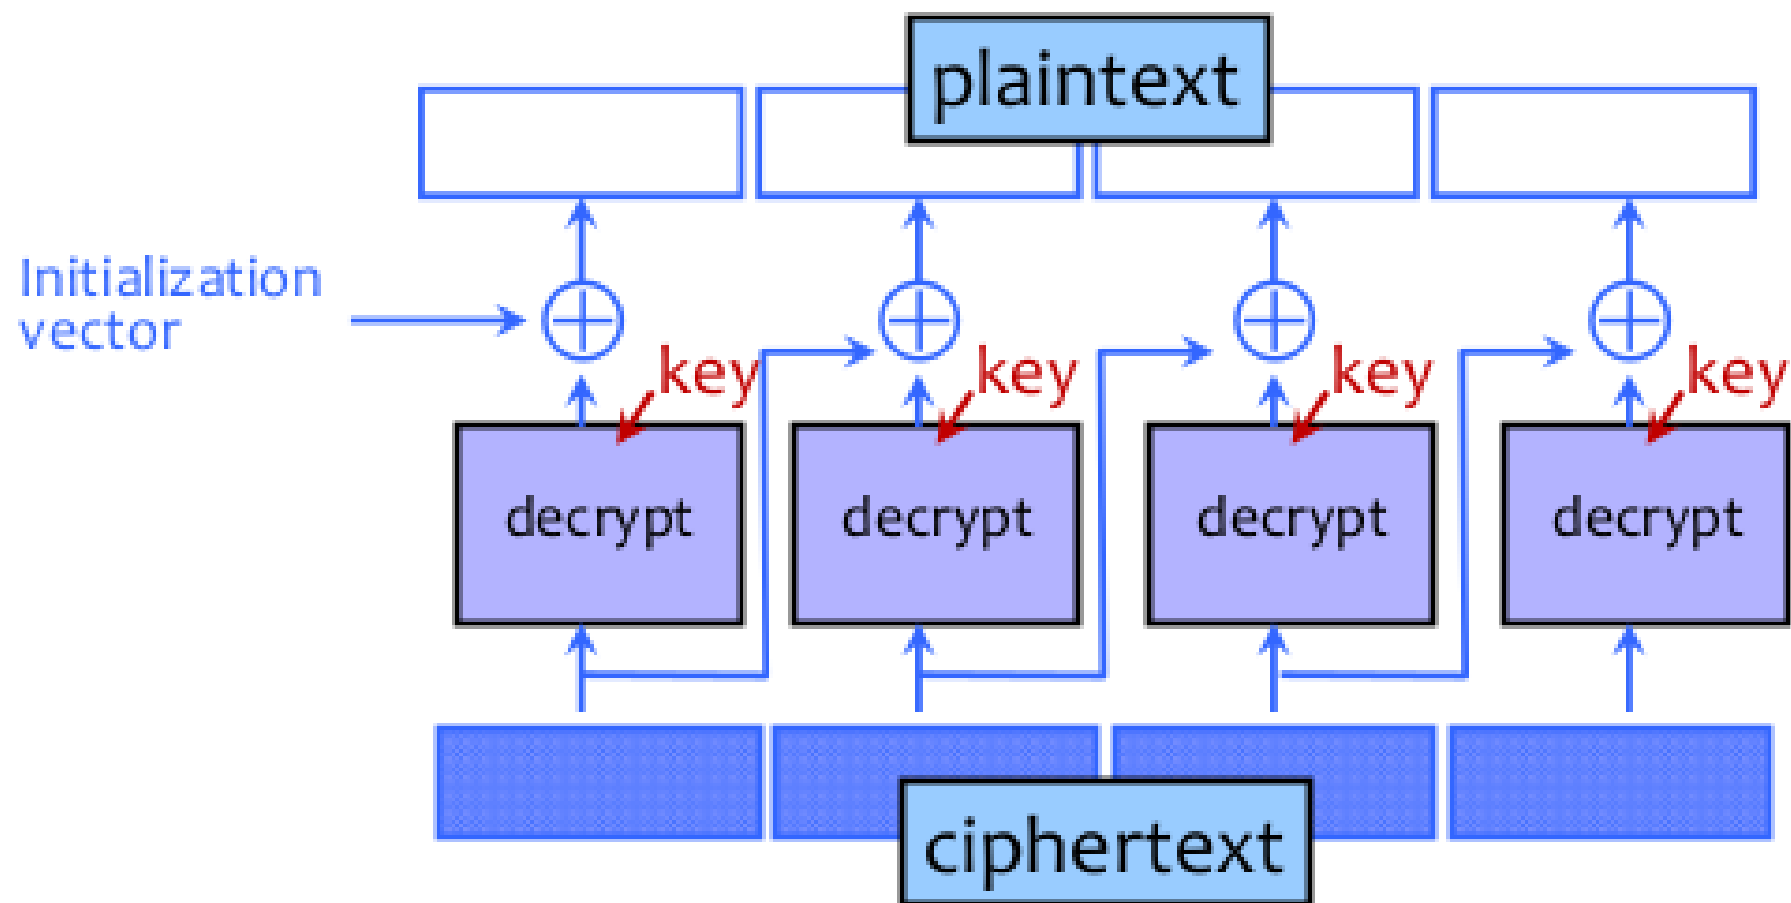 plaintext
Initialization
vector
key key key key
decrypt decrypt decrypt decrypt
ciphertext